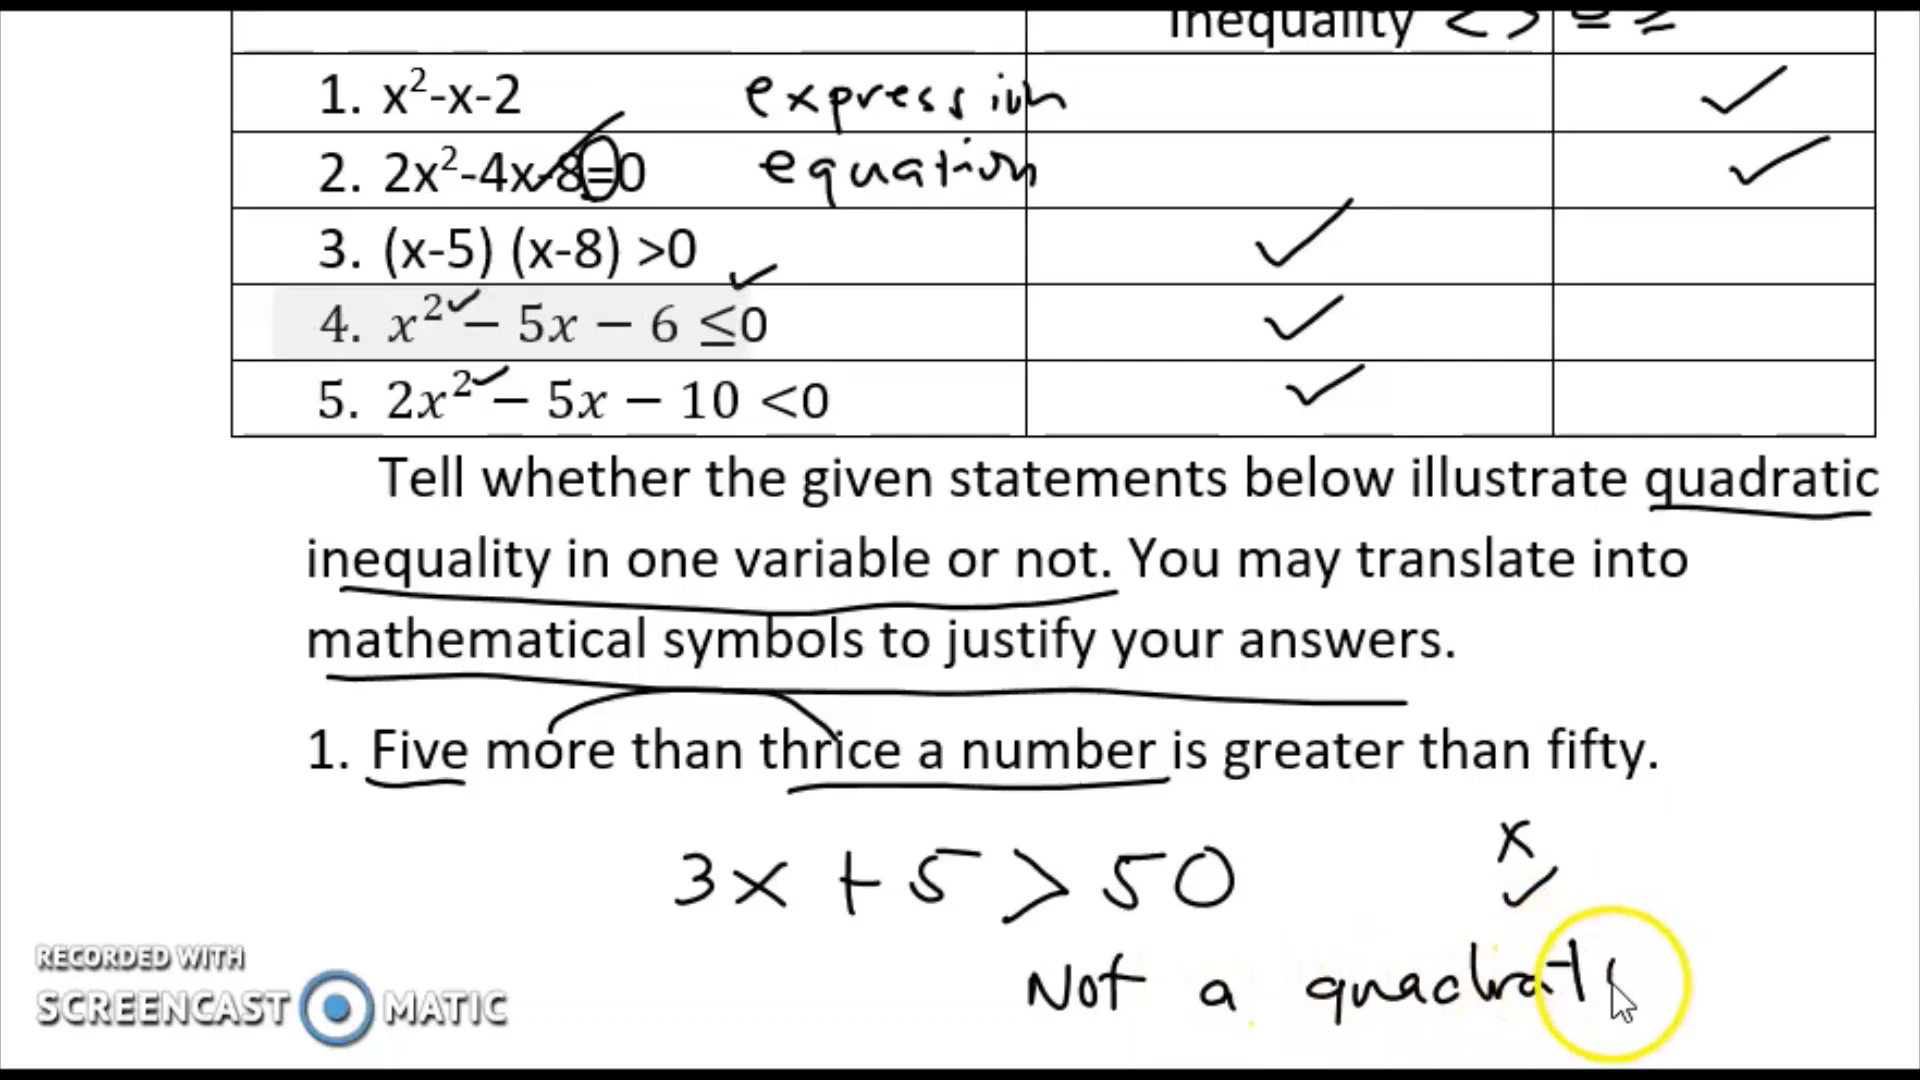 Inequality < > ≤ ≥
1. x²-x-2 expression ✓
2. 2x²-4x-8=0 equation ✓
3. (x-5) (x-8) >0 ✓
4. x² – 5x – 6 ≤0 ✓
5. 2x² – 5x – 10 <0 ✓
Tell whether the given statements below illustrate quadratic
inequality in one variable or not. You may translate into
mathematical symbols to justify your answers.
1. Five more than thrice a number is greater than fifty.
x
3x + 5 > 50 ✓
Not a quadrati
RECORDED WITH
SCREENCAST MATIC